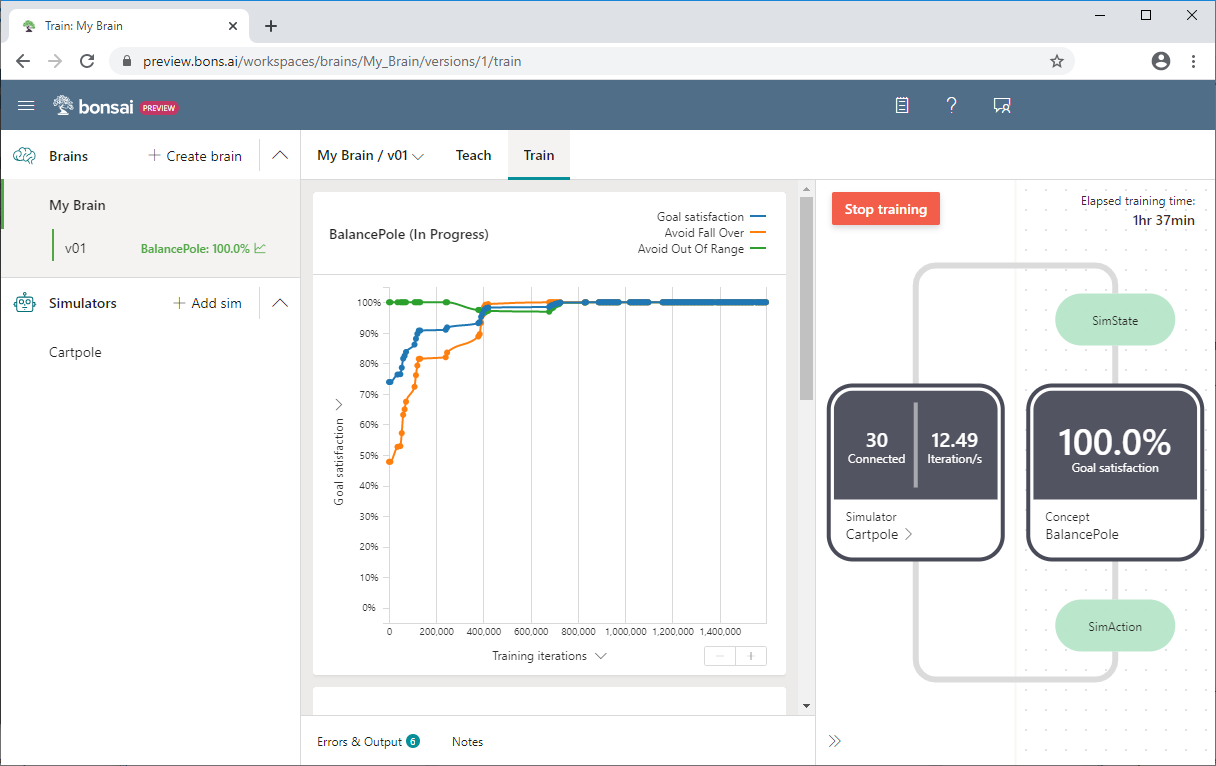 Train: My Brain
preview.bons.ai/workspaces/brains/My_Brain/versions/1/train
bonsai PREVIEW
Brains
Create brain
My Brain / v01
Teach
Train
My Brain
v01
BalancePole: 100.0%
Simulators
Add sim
Cartpole
BalancePole (In Progress)
Goal satisfaction
Avoid Fall Over
Avoid Out Of Range
100%
90%
80%
70%
60%
50%
40%
30%
20%
10%
0%
Goal satisfaction
0 200,000 400,000 600,000 800,000 1,000,000 1,200,000 1,400,000
Training iterations
Errors & Output 6
Notes
Stop training
Elapsed training time:
1hr 37min
SimState
30
Connected
12.49
Iteration/s
Simulator
Cartpole
100.0%
Goal satisfaction
Concept
BalancePole
SimAction